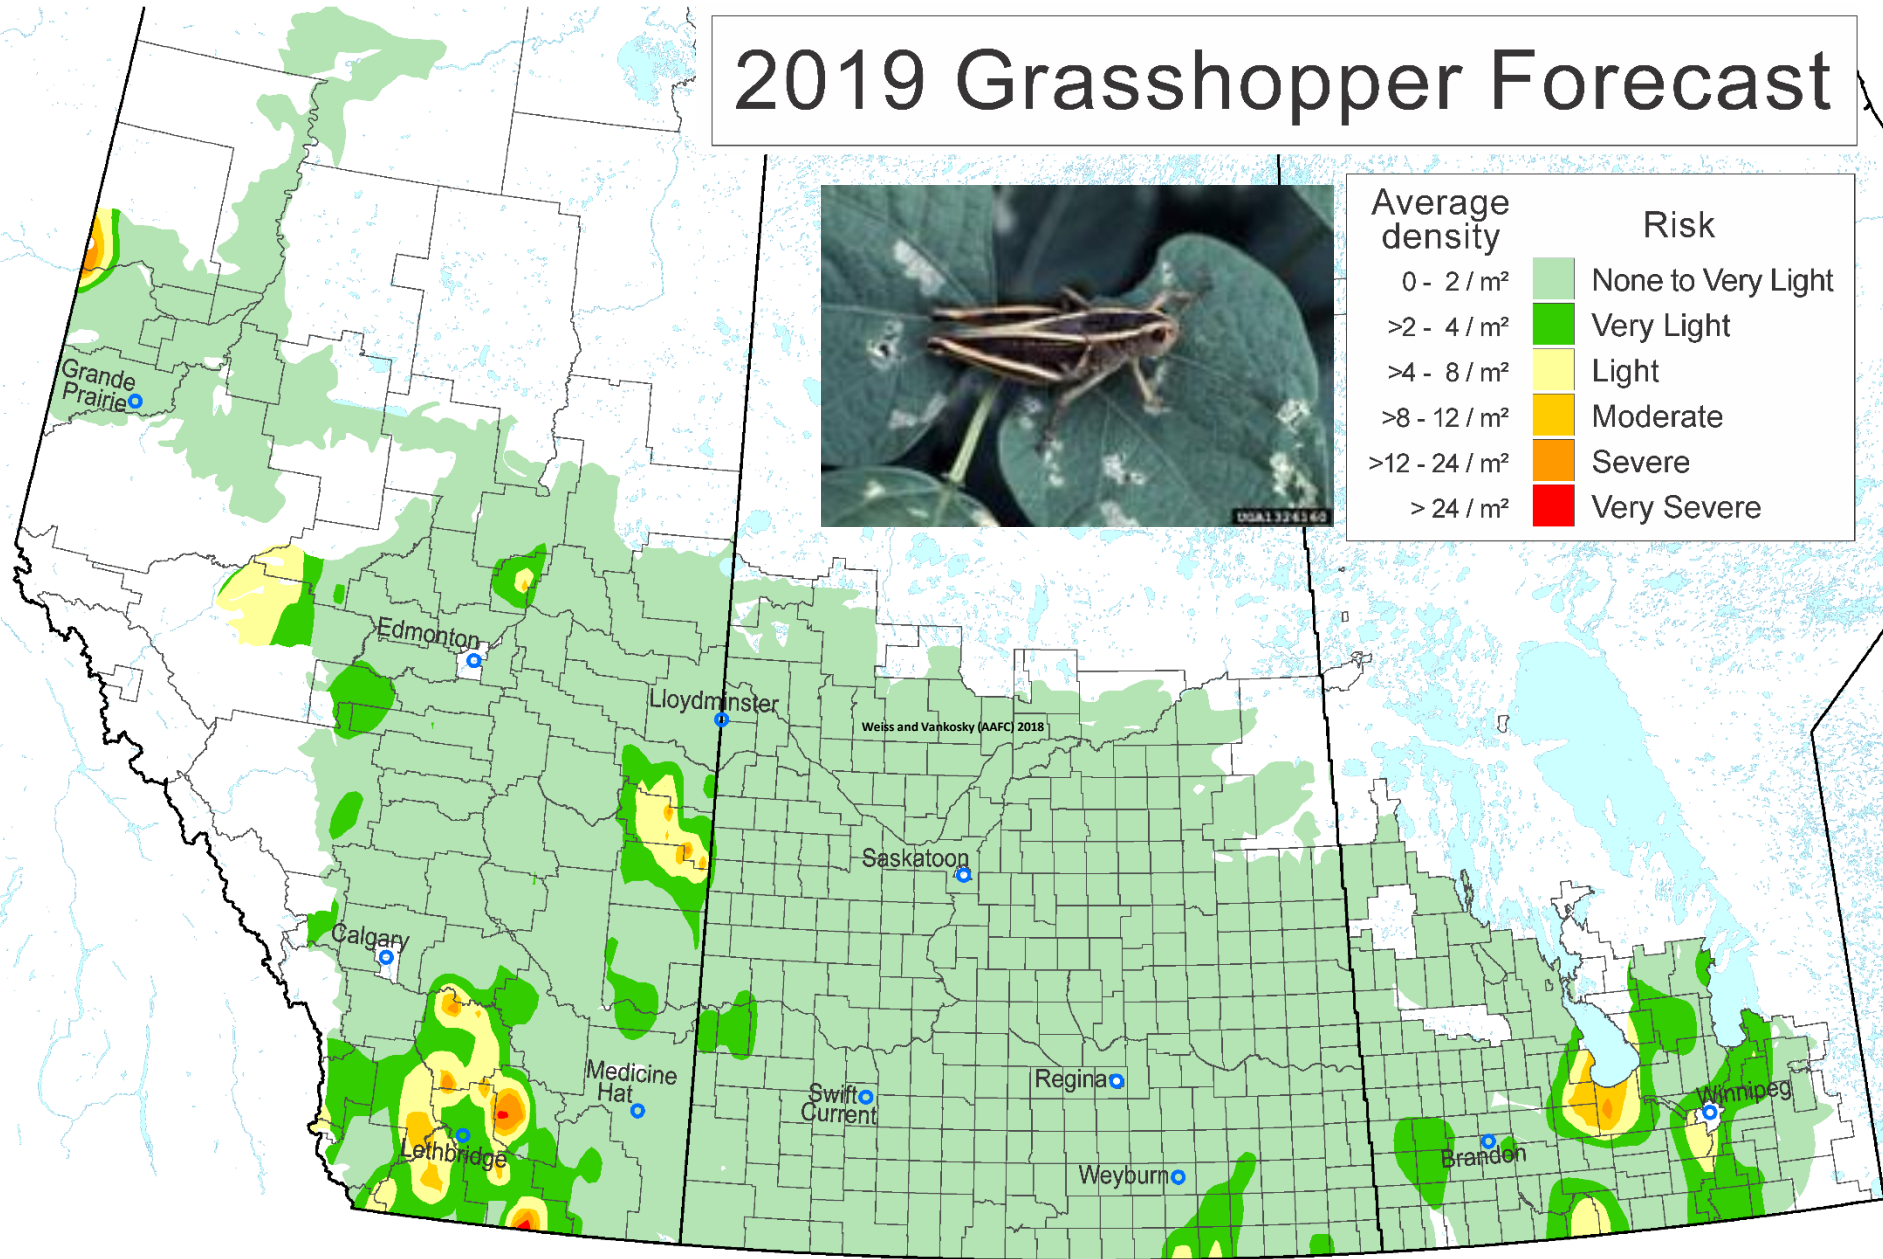 2019 Grasshopper Forecast
Average
density
Risk
0 - 2 / m²
None to Very Light
>2 - 4 / m²
Very Light
>4 - 8 / m²
Light
>8 - 12 / m²
Moderate
>12 - 24 / m²
Severe
> 24 / m²
Very Severe
UGA1326160
Grande
Prairie
Edmonton
Lloydminster
Weiss and Vankosky (AAFC) 2018
Saskatoon
Calgary
Medicine
Hat
Swift
Current
Regina
Winnipeg
Lethbridge
Brandon
Weyburn